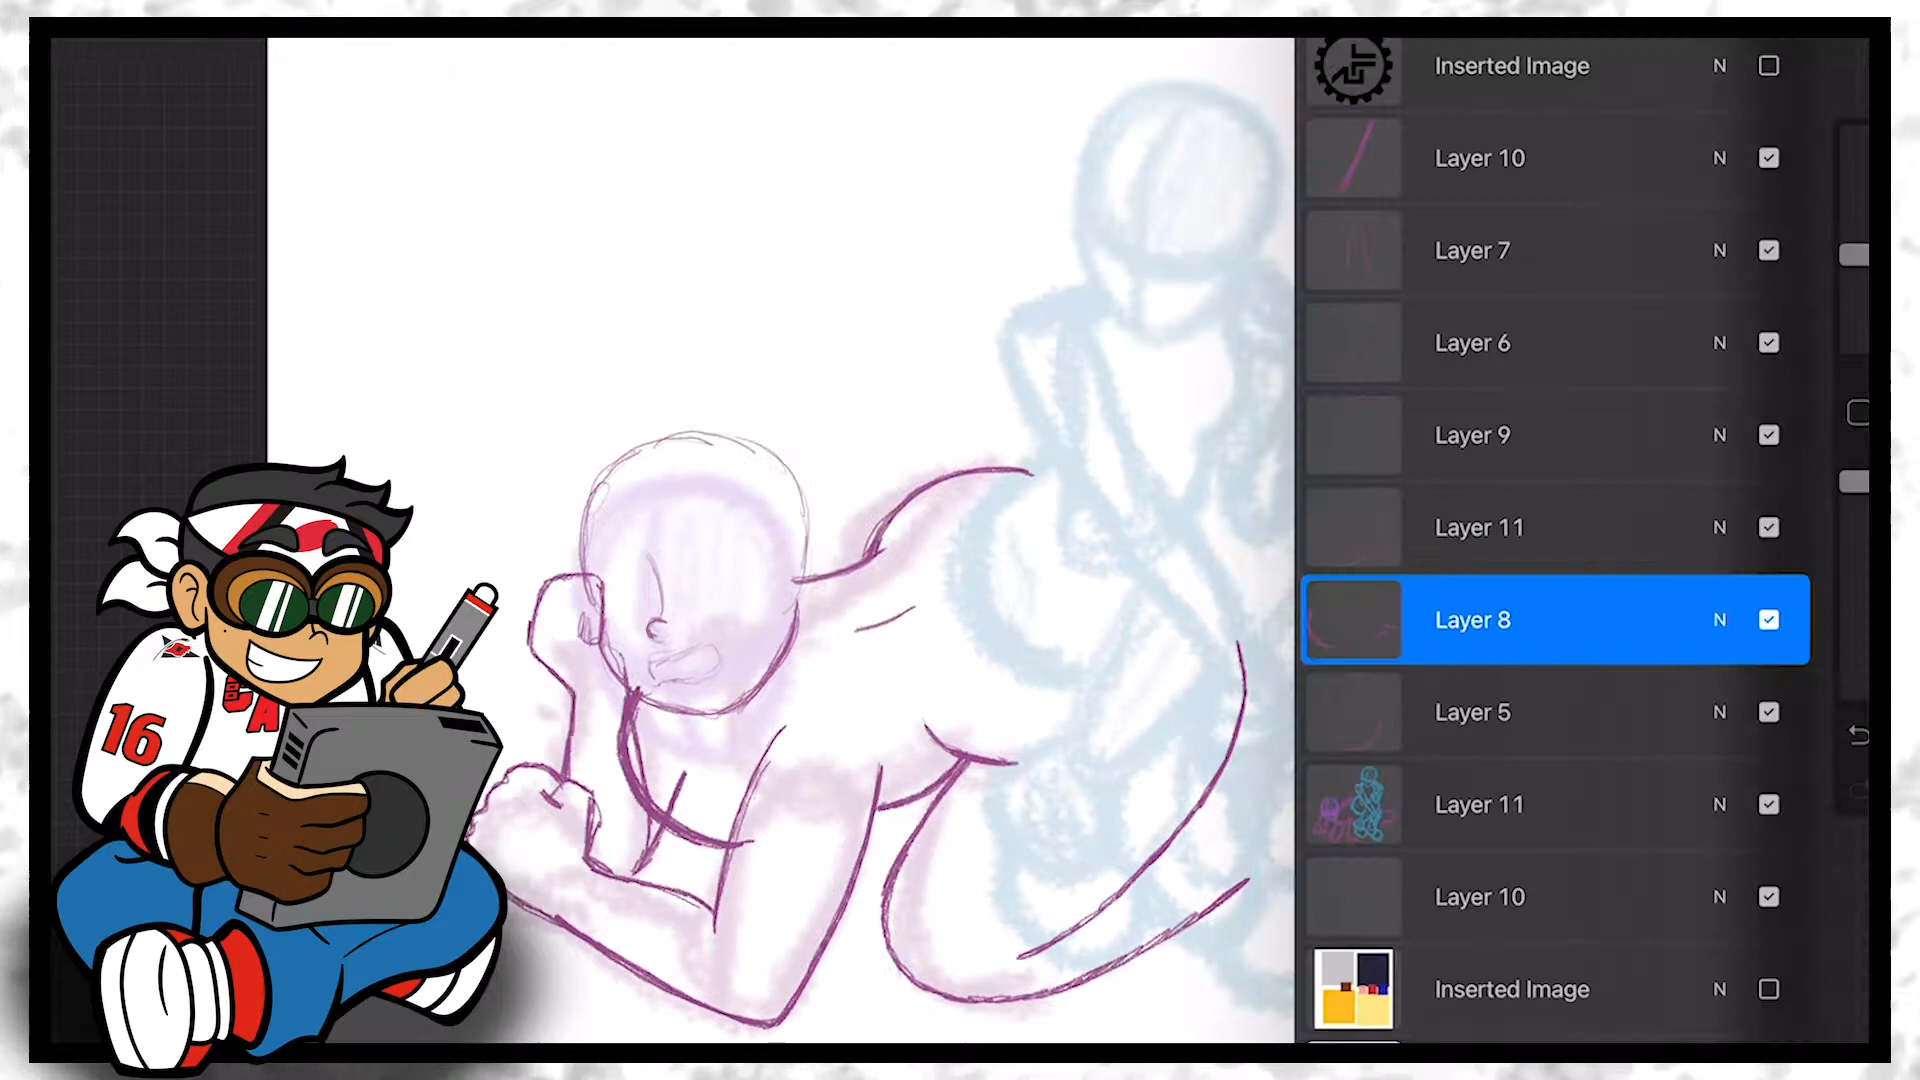 Inserted Image N
Layer 10 N
Layer 7 N
Layer 6 N
Layer 9 N
Layer 11 N
Layer 8 N
Layer 5 N
Layer 11 N
Layer 10 N
Inserted Image N
16